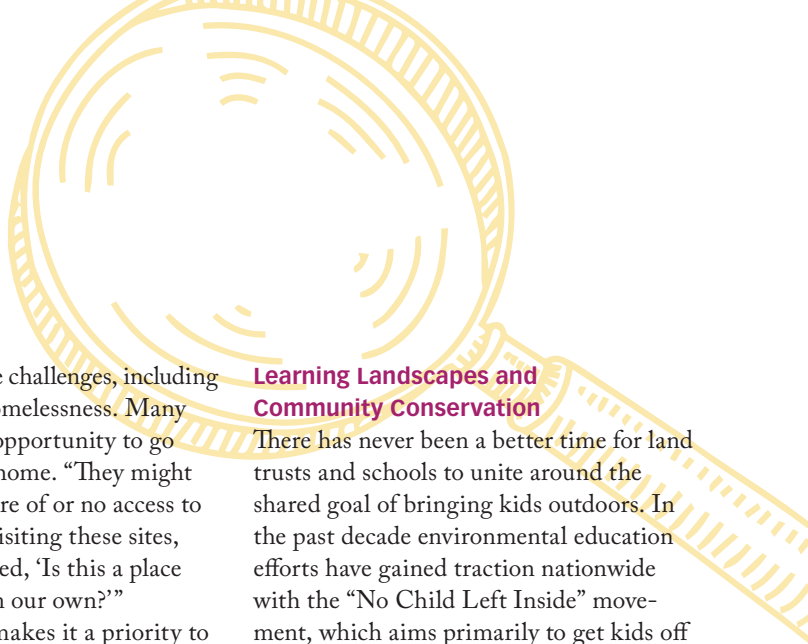 e challenges, including
omelessness. Many
opportunity to go
home. “They might
re of or no access to
isiting these sites,
ed, ‘Is this a place
n our own?’”
makes it a priority to
Learning Landscapes and
Community Conservation
There has never been a better time for land
trusts and schools to unite around the
shared goal of bringing kids outdoors. In
the past decade environmental education
efforts have gained traction nationwide
with the “No Child Left Inside” move-
ment, which aims primarily to get kids off